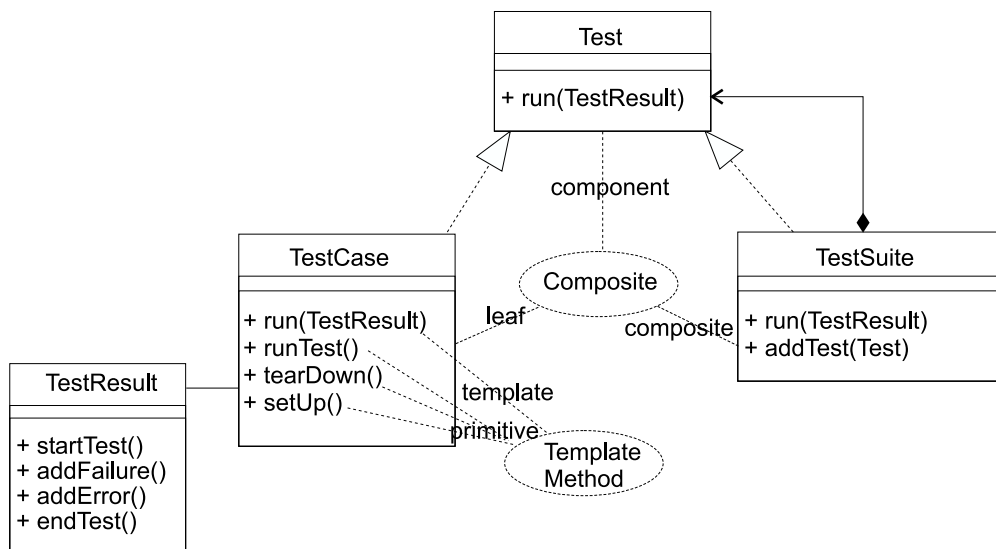 Test
+ run(TestResult)
component
TestCase
+ run(TestResult)
+ runTest()
+ tearDown()
+ setUp()
Composite
leaf
composite
TestSuite
+ run(TestResult)
+ addTest(Test)
TestResult
+ startTest()
+ addFailure()
+ addError()
+ endTest()
template
primitive
Template
Method